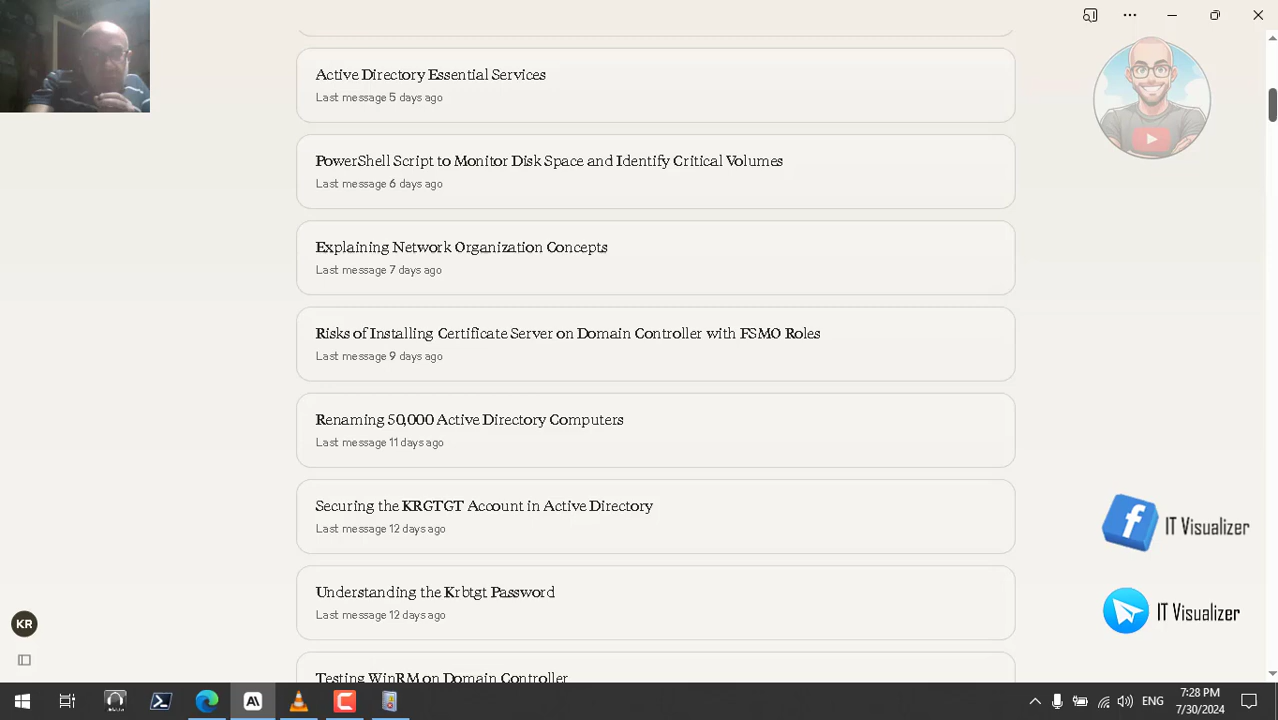 Active Directory Essential Services
Last message 5 days ago
PowerShell Script to Monitor Disk Space and Identify Critical Volumes
Last message 6 days ago
Explaining Network Organization Concepts
Last message 7 days ago
Risks of Installing Certificate Server on Domain Controller with FSMO Roles
Last message 9 days ago
Renaming 50,000 Active Directory Computers
Last message 11 days ago
Securing the KRGTGT Account in Active Directory
Last message 12 days ago
Understanding the Krbtgt Password
Last message 12 days ago
Testing WinRM on Domain Controller
IT Visualizer
IT Visualizer
KR
A\
ENG
7:28 PM
7/30/2024